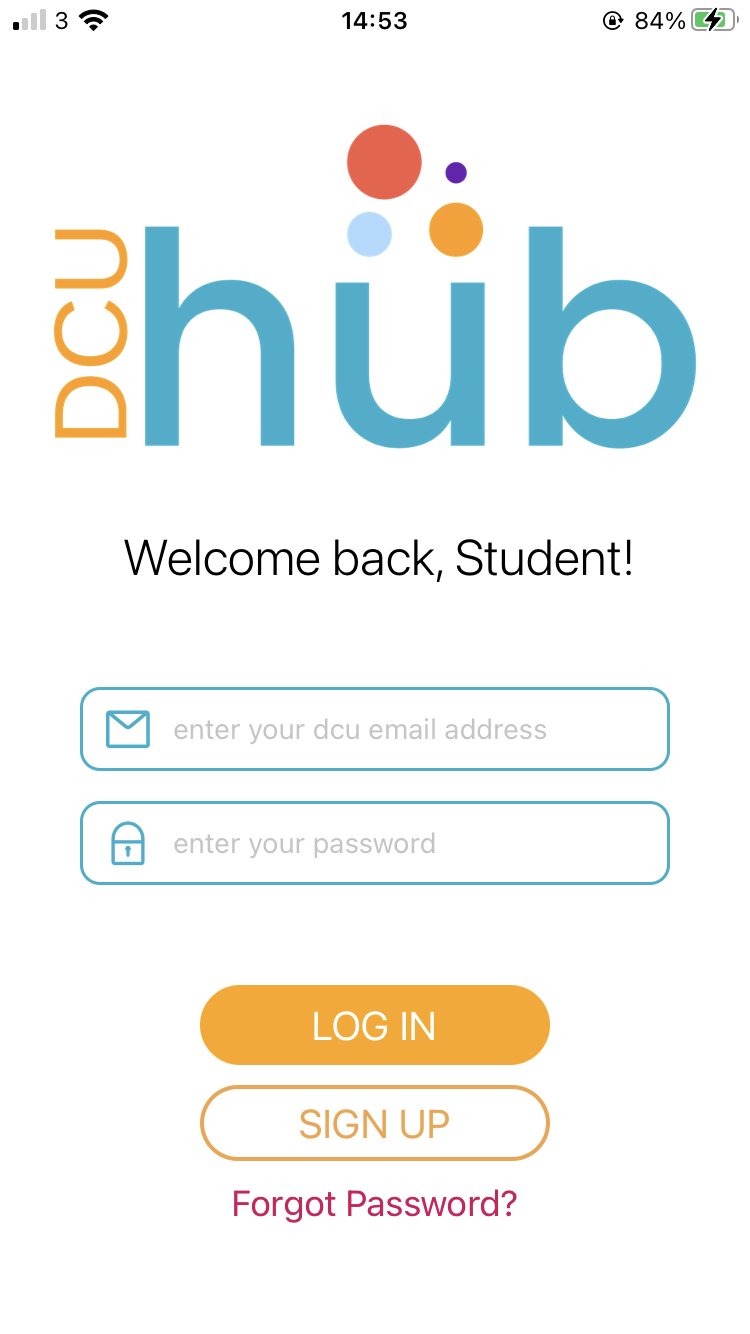 3 14:53 84%
DCU hub
Welcome back, Student!
enter your dcu email address
enter your password
LOG IN
SIGN UP
Forgot Password?